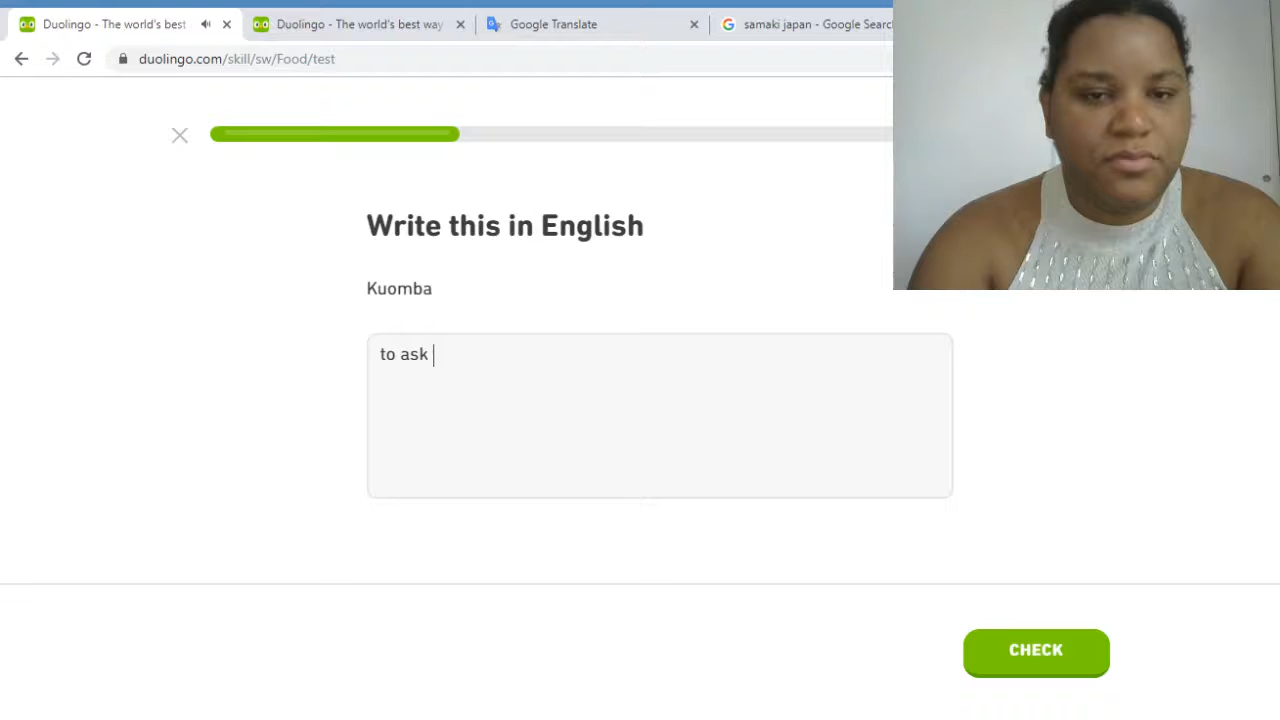 Duolingo - The world's best
Duolingo - The world's best way
Google Translate
samaki japan - Google Searc
duolingo.com/skill/sw/Food/test
Write this in English
Kuomba
to ask
CHECK